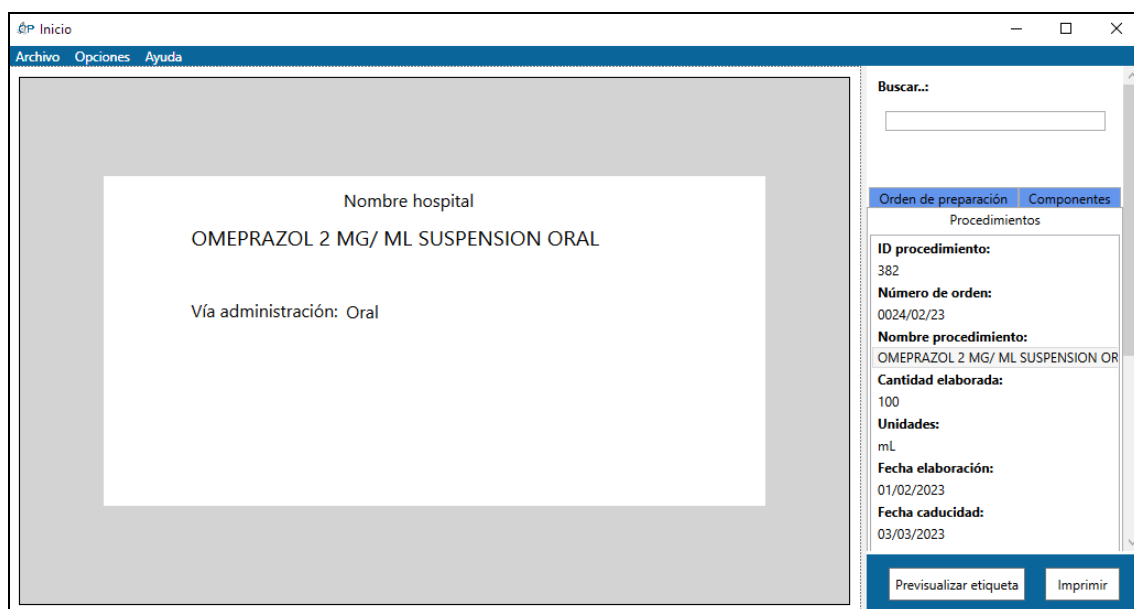 Inicio
Archivo Opciones Ayuda
Nombre hospital
OMEPRAZOL 2 MG/ ML SUSPENSION ORAL
Vía administración: Oral
Buscar..:
Orden de preparación Componentes
Procedimientos
ID procedimiento:
382
Número de orden:
0024/02/23
Nombre procedimiento:
OMEPRAZOL 2 MG/ ML SUSPENSION OR
Cantidad elaborada:
100
Unidades:
mL
Fecha elaboración:
01/02/2023
Fecha caducidad:
03/03/2023
Previsualizar etiqueta Imprimir